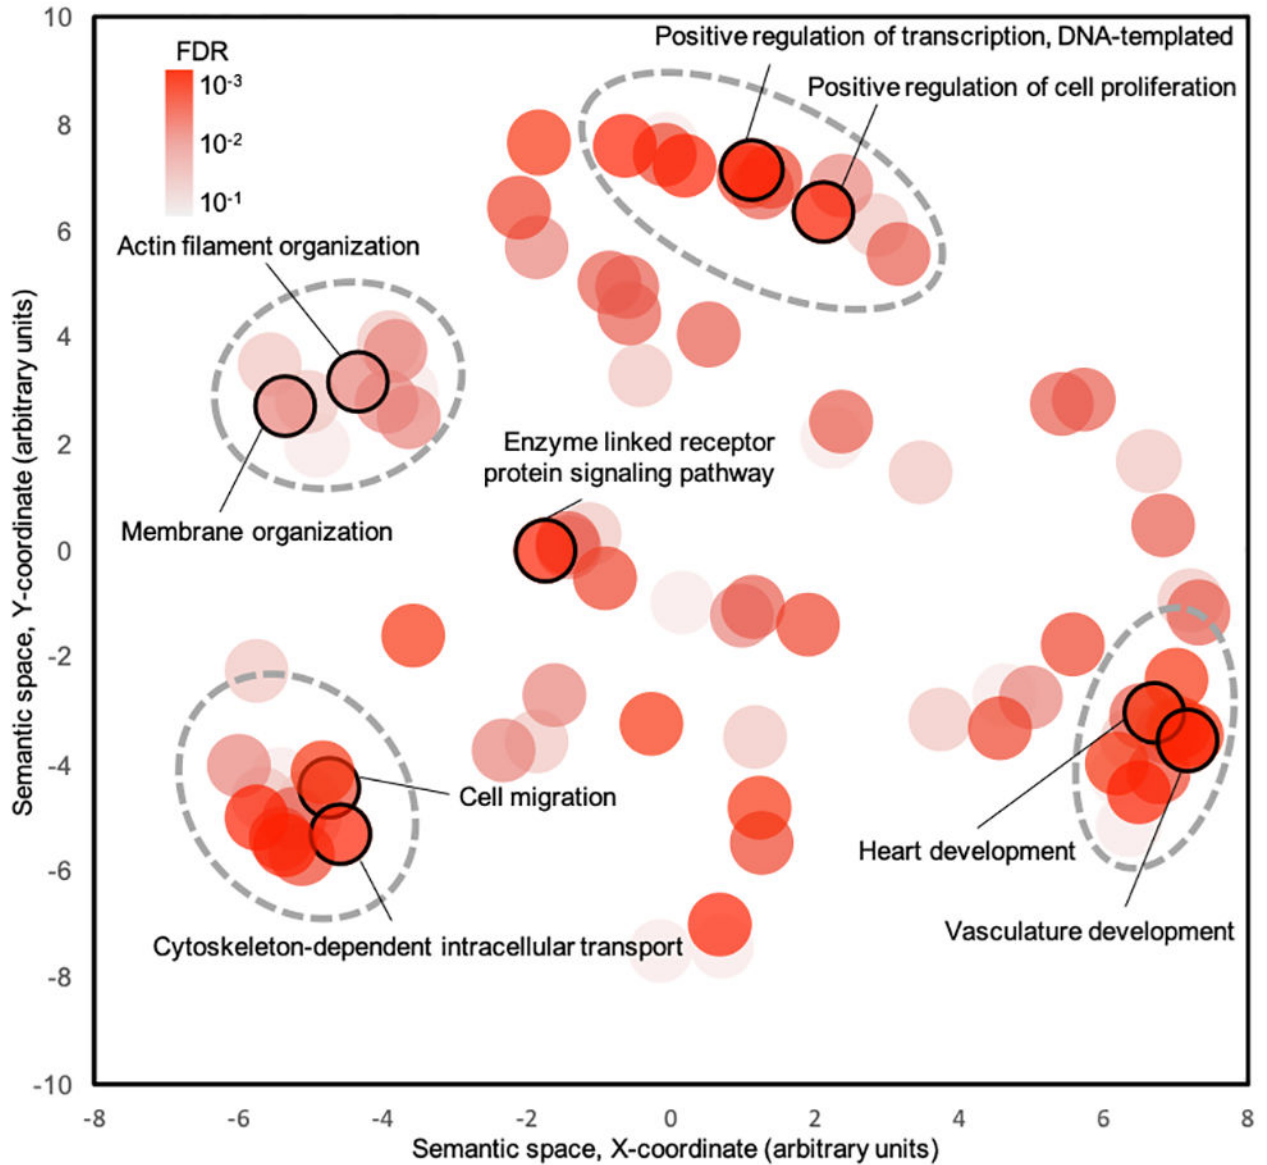 10
Positive regulation of transcription, DNA-templated
FDR
10-3
Positive regulation of cell proliferation
8
10-2
10-1
6
Actin filament organization
4
2
Enzyme linked receptor
protein signaling pathway
Membrane organization
0
-2
-4
Cell migration
Heart development
-6
Vasculature development
Cytoskeleton-dependent intracellular transport
-8
-10
-8
-6
-4
-2
0
2
4
6
8
Semantic space, X-coordinate (arbitrary units)
Semantic space, Y-coordinate (arbitrary units)